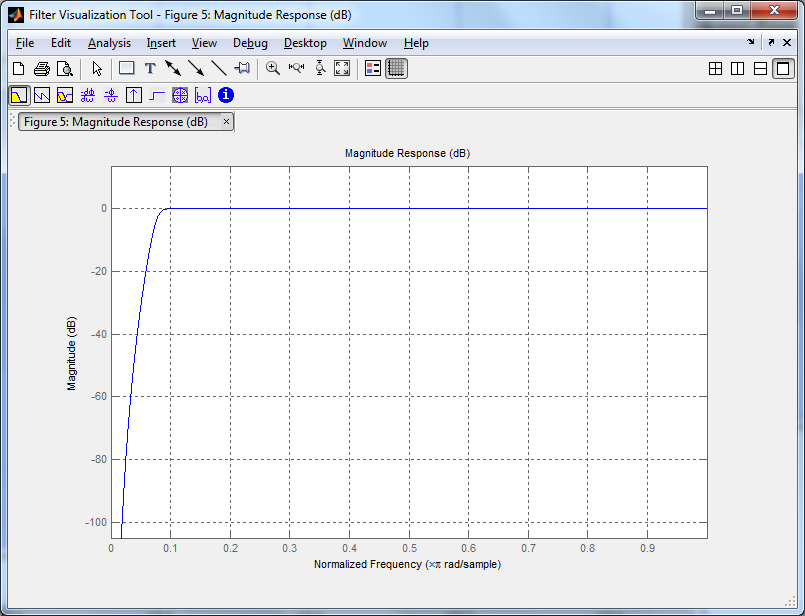 Filter Visualization Tool - Figure 5: Magnitude Response (dB)
File Edit Analysis Insert View Debug Desktop Window Help
Figure 5: Magnitude Response (dB)
Magnitude Response (dB)
Magnitude (dB)
0
-20
-40
-60
-80
-100
0 0.1 0.2 0.3 0.4 0.5 0.6 0.7 0.8 0.9
Normalized Frequency (×π rad/sample)